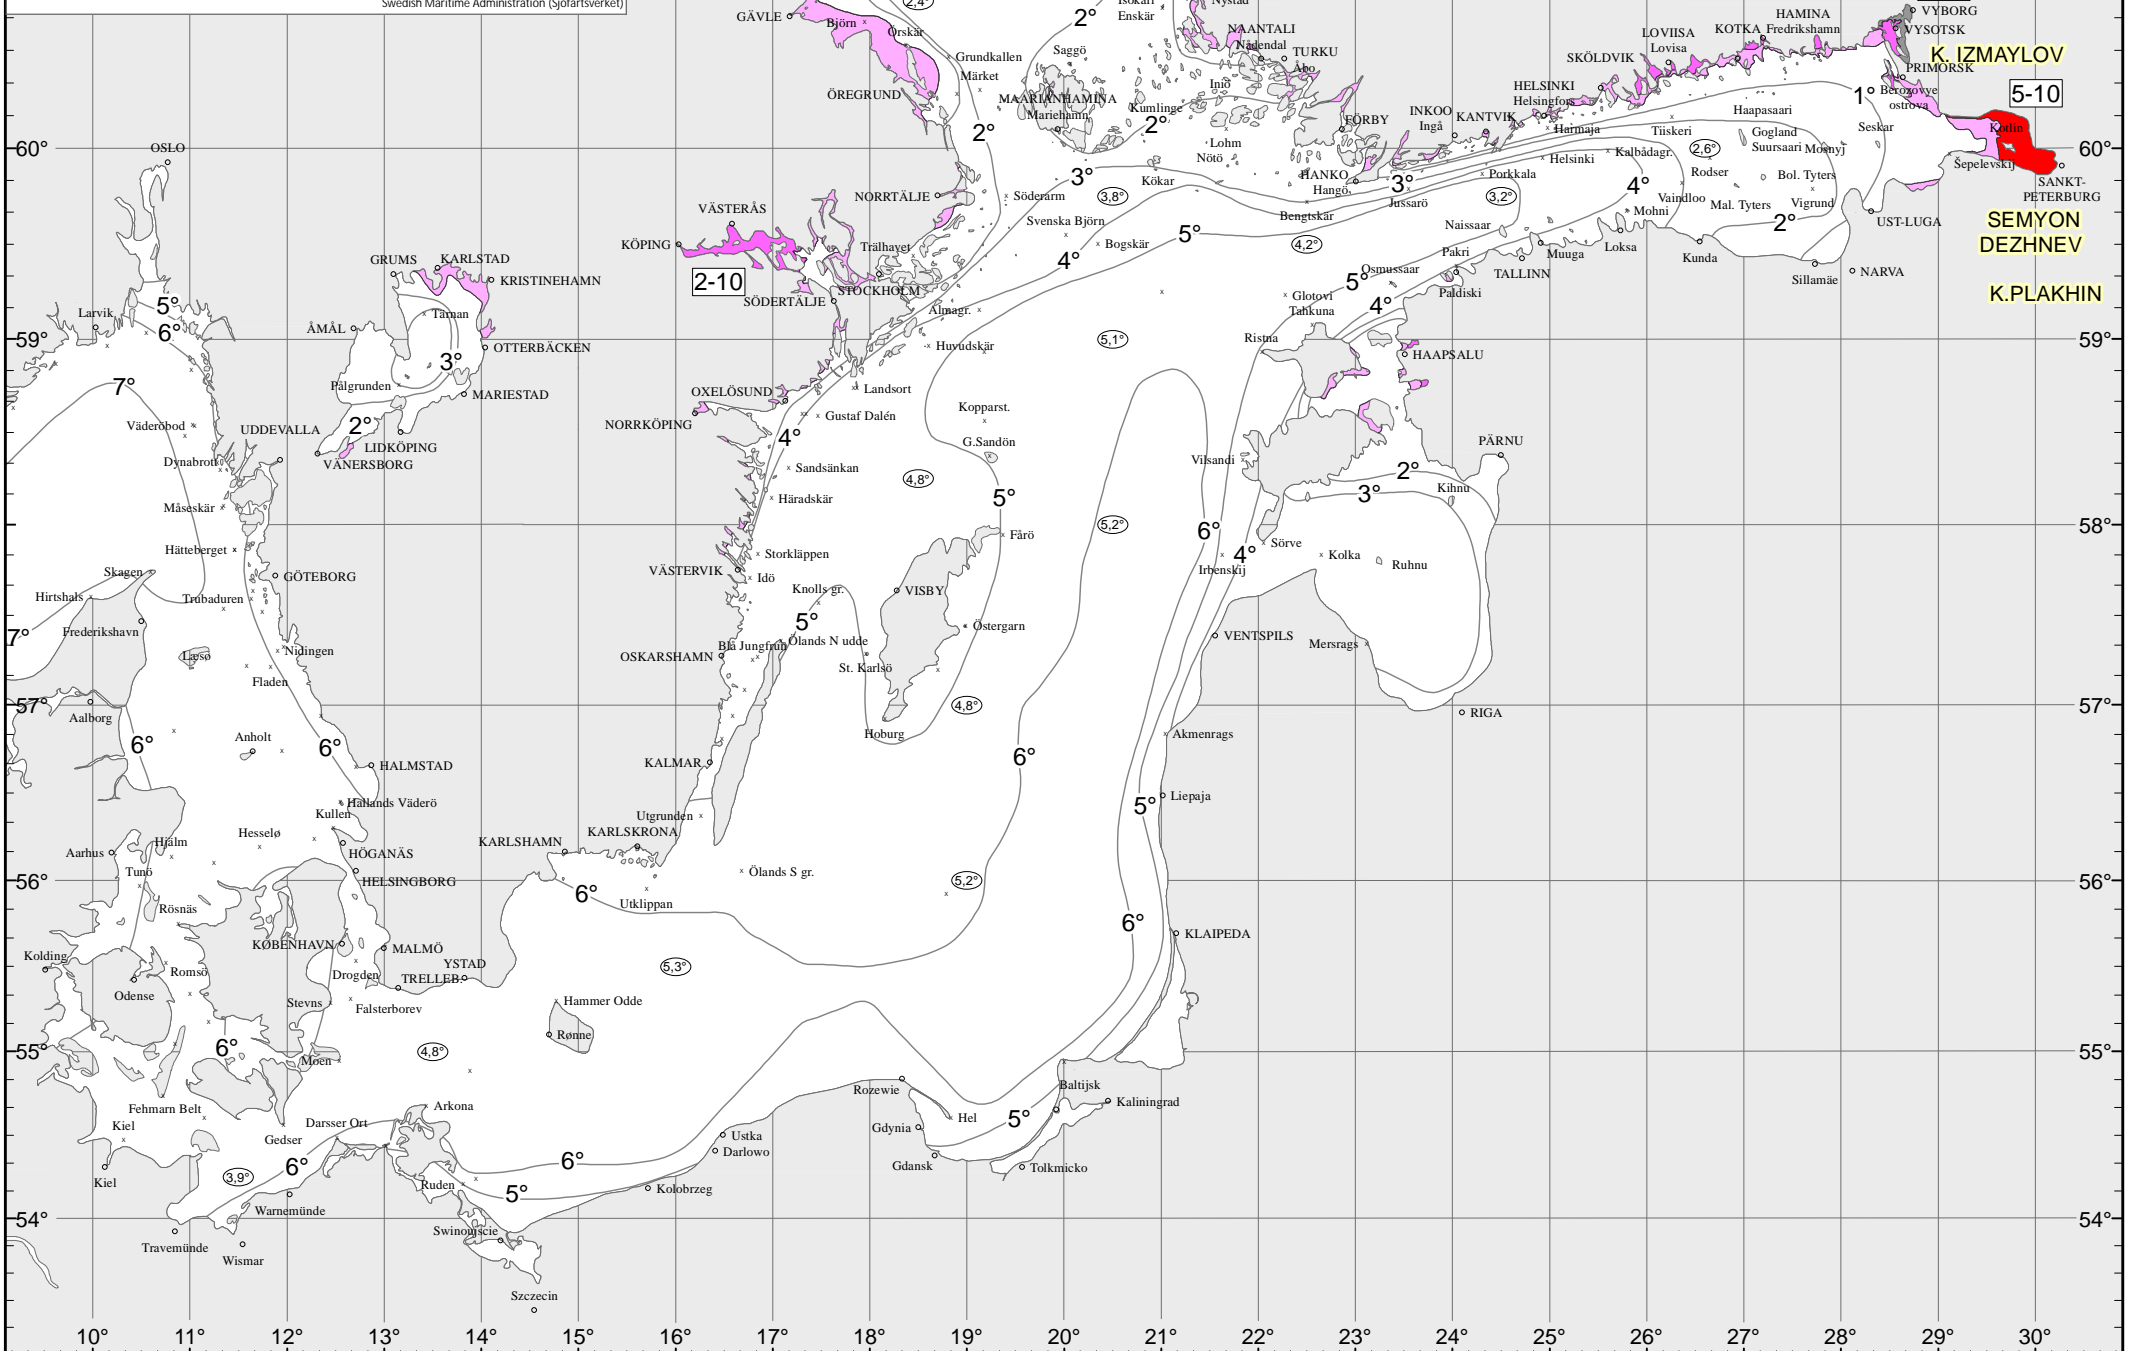 Swedish Maritime Administration (Sjöfartsverket)
GÄVLE
Björn
Örskär
2,4°
2°
Isokari
Enskär
Nystad
NAANTALI
Nådendal
TURKU
Åbo
SKÖLDVIK
LOVIISA
Lovisa
KOTKA
HAMINA
Fredrikshamn
VYBORG
VYSOTSK
K. IZMAYLOV
PRIMORSK
5-10
Grundkallen
Märket
Saggö
ÖREGRUND
MAARIANHAMINA
Mariehamn
Kumlinge
Iniö
2°
2°
FÖRBY
INKOO
Ingå
KANTVIK
HELSINKI
Helsingfors
Harmaja
Haapasaari
1°
Berozovye
ostrova
Tiiskeri
Gogland
Suursaari
Seskar
Kotlin
60°
OSLO
Lohm
Nötö
Helsinki
Kalbådagr.
2,6°
Mosnyj
60°
Šepelevskij
3°
Kökar
HANKO
Hangö
3°
Porkkala
4°
Rodser
Bol. Tyters
SANKT-
PETERBURG
NORRTÄLJE
Söderarm
3,8°
Jussarö
3,2°
Vaindloo
Mal. Tyters
Vigrund
VÄSTERÅS
Svenska Björn
Bengtskär
Mohni
2°
UST-LUGA
SEMYON
DEZHNEV
KÖPING
Trälhavet
Bogskär
5°
4,2°
Naissaar
Pakri
TALLINN
Muuga
Loksa
Kunda
Sillamäe
NARVA
GRUMS
KARLSTAD
KRISTINEHAMN
2-10
4°
5°
Osmussaar
Paldiski
K.PLAKHIN
SÖDERTÄLJE
STOCKHOLM
Almagr.
Glotovi
Tahkuna
4°
5°
Larvik
6°
Tärnan
ÅMÅL
59°
3°
OTTERBÄCKEN
Huvudskär
5,1°
Ristna
HAAPSALU
59°
7°
Pålgrunden
MARIESTAD
OXELÖSUND
Landsort
Kopparst.
Gustaf Dalén
NORRKÖPING
Väderöbod
UDDEVALLA
2°
LIDKÖPING
VÄNERSBORG
4°
G.Sandön
PÄRNU
Dynabrott
Sandsänkan
4,8°
Vilsandi
2°
3°
Kihnu
Måseskär
Häradskär
5°
58°
5,2°
6°
Fårö
Sörve
4°
Kolka
Ruhnu
Irbenskij
Hätteberget
Storkläppen
Skagen
GÖTEBORG
VÄSTERVIK
Idö
Knolls gr.
VISBY
Hirtshals
Trubaduren
7°
Frederikshavn
5°
Östergarn
VENTSPILS
Mersrags
Læsø
Nidingen
Blå Jungfrun
Ölands N udde
OSKARSHAMN
St. Karlsö
Fladen
57°
Aalborg
4,8°
RIGA
57°
6°
Anholt
6°
Hoburg
Akmenrags
HALMSTAD
KALMAR
6°
Hallands Väderö
Kullen
Utgrunden
5°
Liepaja
Hjälm
Hesselø
KARLSKRONA
KARLSHAMN
Aarhus
HÖGANÄS
Tunö
HELSINGBORG
Ölands S gr.
56°
5,2°
56°
6°
Utklippan
Rösnäs
6°
KLAIPEDA
KØBENHAVN
MALMÖ
Kolding
Romsö
Drogden
YSTAD
TRELLEB.
5,3°
Odense
Stevns
Falsterborev
Hammer Odde
Rønne
55°
6°
Moen
4,8°
55°
Baltijsk
Fehmarn Belt
Arkona
Rozewie
Hel
5°
Kaliningrad
Kiel
Gedser
Darsser Ort
Ustka
Darlowo
Gdynia
Gdansk
Tolkmicko
6°
6°
3,9°
Kiel
Ruden
5°
Kolobrzeg
Warnemünde
54°
54°
Swinoujscie
Travemünde
Wismar
Szczecin
10° 11° 12° 13° 14° 15° 16° 17° 18° 19° 20° 21° 22° 23° 24° 25° 26° 27° 28° 29° 30°
58°